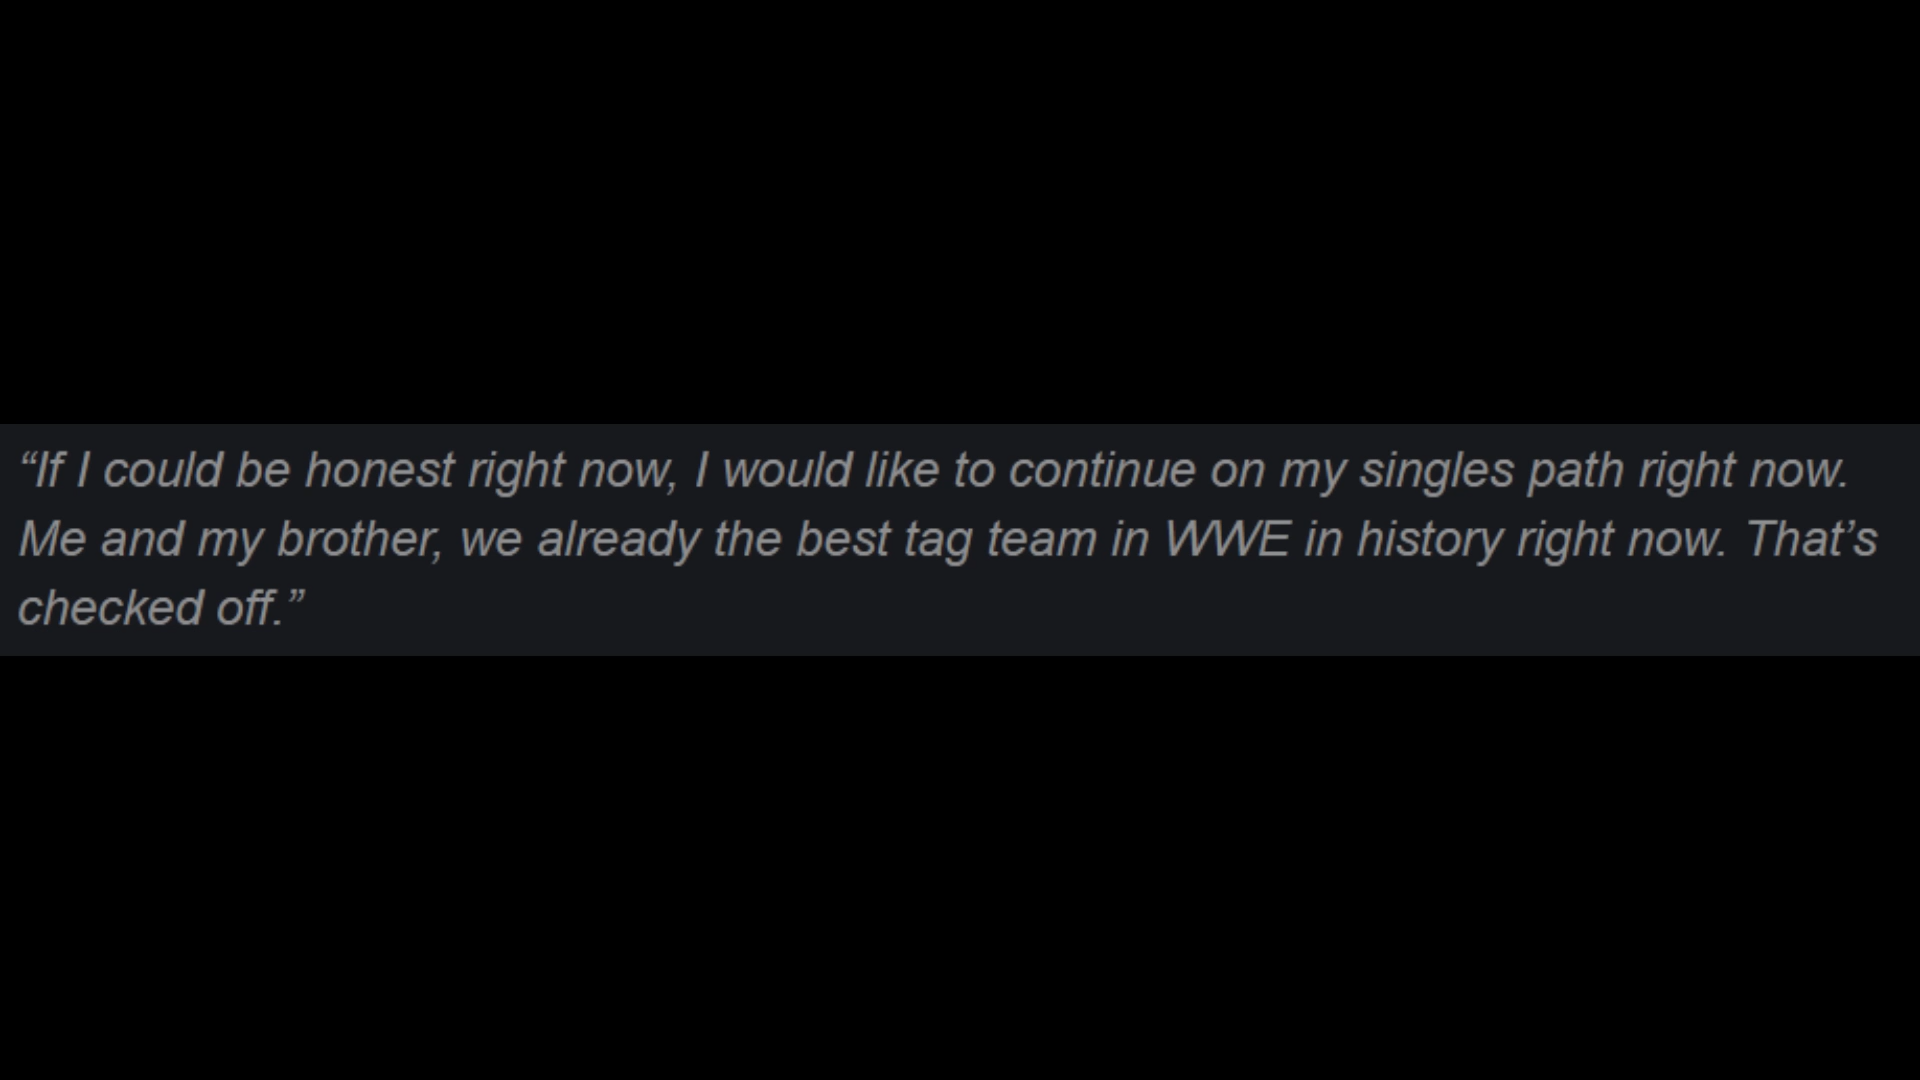 “If I could be honest right now, I would like to continue on my singles path right now.
Me and my brother, we already the best tag team in WWE in history right now. That’s
checked off.”